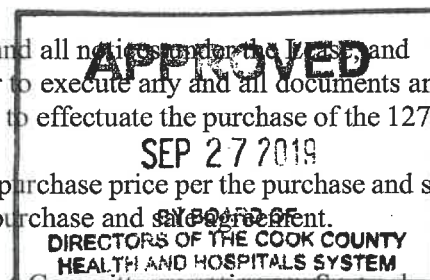 nd all notices under the Lease, and
APPROVED
to execute any and all documents an
to effectuate the purchase of the 127
SEP 27 2019
purchase price per the purchase and s
purchase and sale agreement.
BY BOARD OF
DIRECTORS OF THE COOK COUNTY
HEALTH AND HOSPITALS SYSTEM